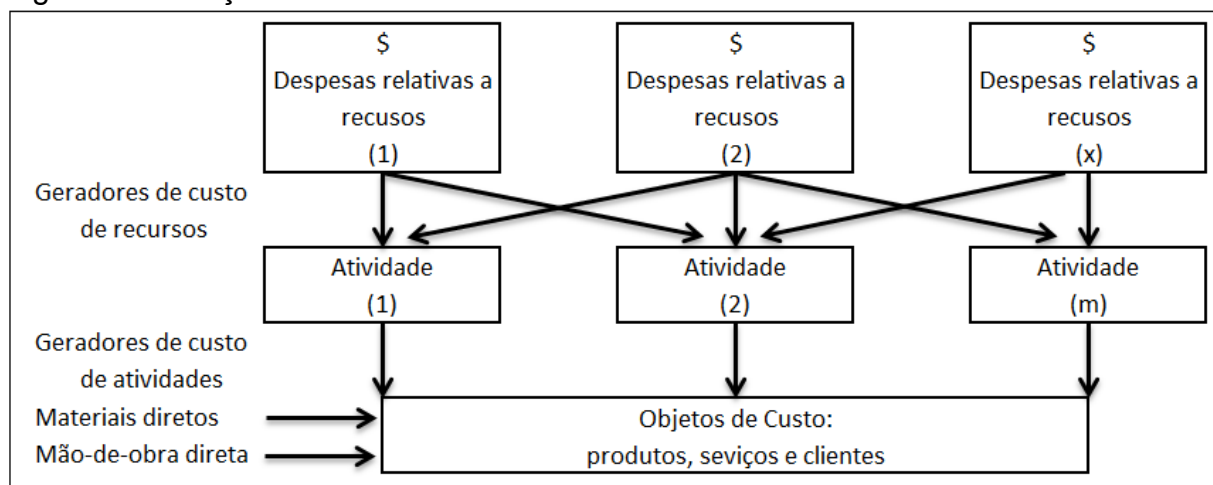 $
Despesas relativas a
recusos
(1)
$
Despesas relativas a
recusos
(2)
$
Despesas relativas a
recusos
(x)
Geradores de custo
de recursos
Atividade
(1)
Atividade
(2)
Atividade
(m)
Geradores de custo
de atividades
Materiais diretos
Mão-de-obra direta
Objetos de Custo:
produtos, seviços e clientes